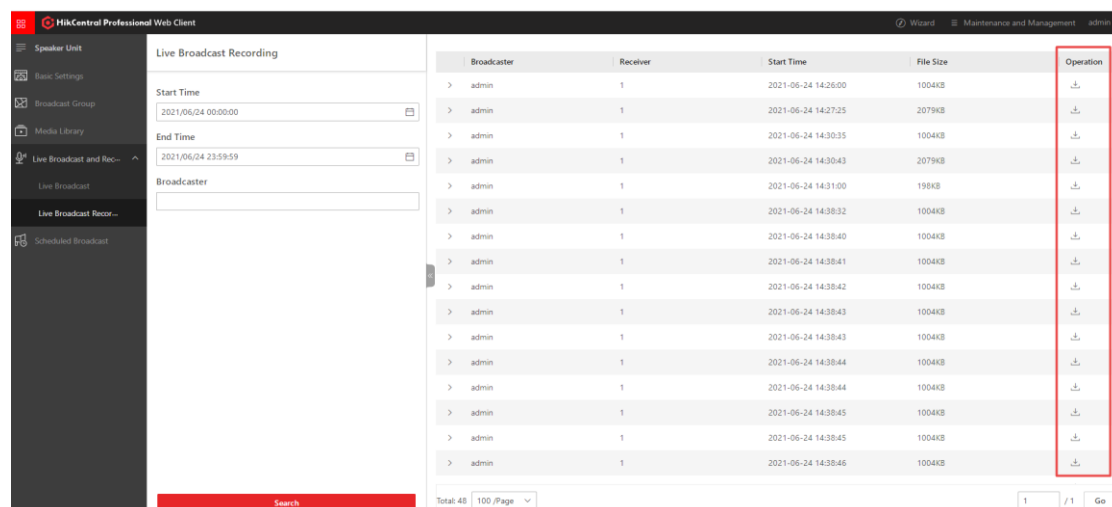 HikCentral Professional Web Client
Wizard
Maintenance and Management
admin
Speaker Unit
Basic Settings
Broadcast Group
Media Library
Live Broadcast and Rec...
Live Broadcast
Live Broadcast Recor...
Scheduled Broadcast
Live Broadcast Recording
Start Time
2021/06/24 00:00:00
End Time
2021/06/24 23:59:59
Broadcaster
Search
Broadcaster Receiver Start Time File Size Operation
admin 1 2021-06-24 14:26:00 1004KB
admin 1 2021-06-24 14:27:25 2079KB
admin 1 2021-06-24 14:30:35 1004KB
admin 1 2021-06-24 14:30:43 2079KB
admin 1 2021-06-24 14:31:00 198KB
admin 1 2021-06-24 14:38:32 1004KB
admin 1 2021-06-24 14:38:40 1004KB
admin 1 2021-06-24 14:38:41 1004KB
admin 1 2021-06-24 14:38:42 1004KB
admin 1 2021-06-24 14:38:43 1004KB
admin 1 2021-06-24 14:38:43 1004KB
admin 1 2021-06-24 14:38:44 1004KB
admin 1 2021-06-24 14:38:44 1004KB
admin 1 2021-06-24 14:38:45 1004KB
admin 1 2021-06-24 14:38:45 1004KB
admin 1 2021-06-24 14:38:46 1004KB
Total: 48 100 /Page 1 / 1 Go